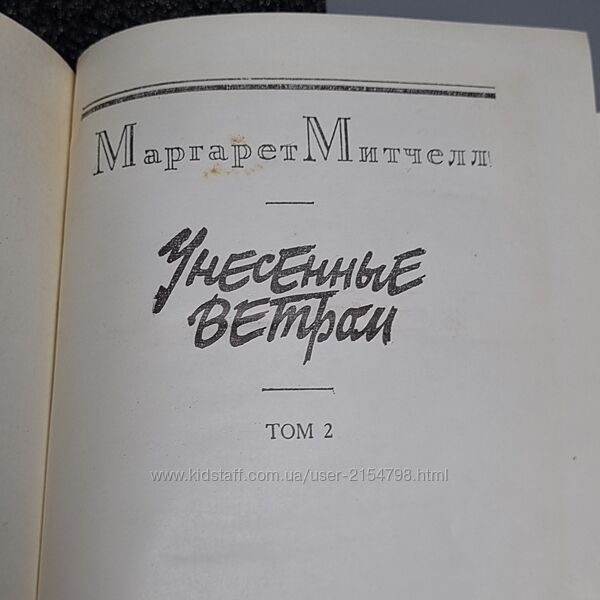 Маргарет Митчелл
Унесенные
ветром
ТОМ 2
www.kidstaff.com.ua/user-2154798.html